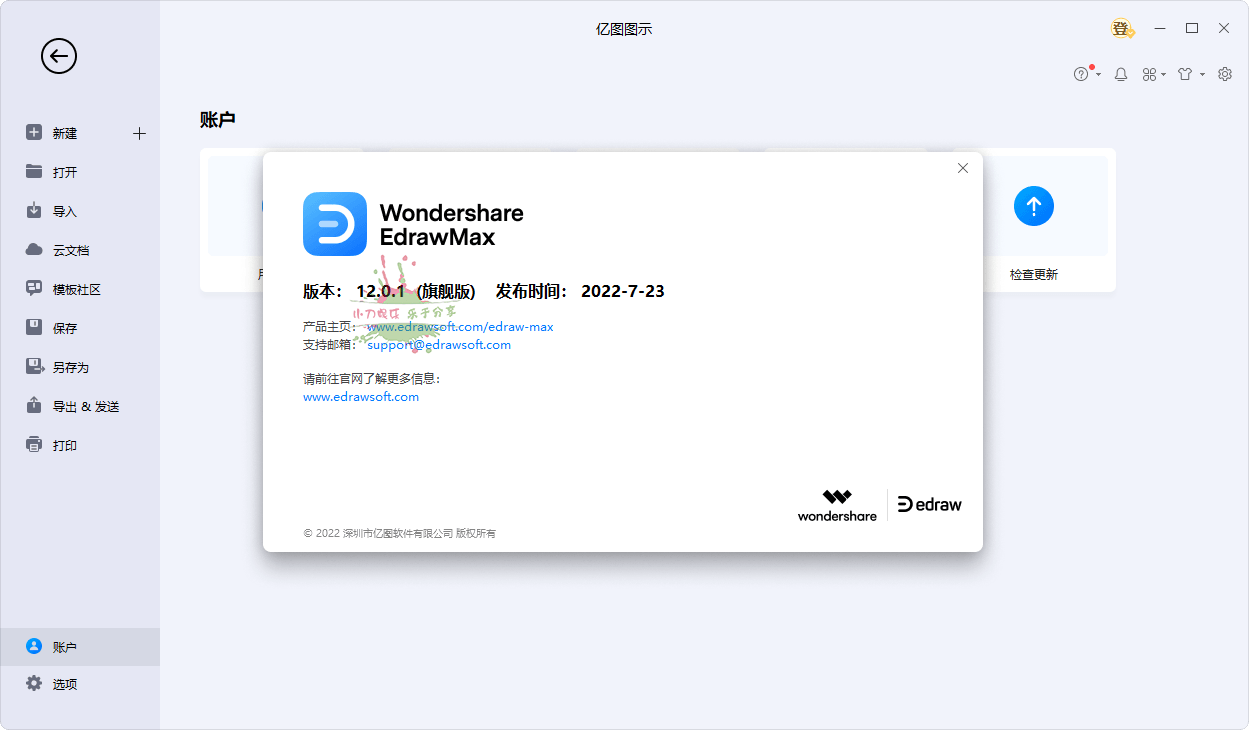 亿图图示
登
账户
新建
打开
导入
云文档
模板社区
保存
另存为
导出 & 发送
打印
账户
选项
检查更新
Wondershare
EdrawMax
版本: 12.0.1 (旗舰版) 发布时间: 2022-7-23
小刀娱乐 乐于分享
产品主页: www.edrawsoft.com/edraw-max
支持邮箱: support@edrawsoft.com
请前往官网了解更多信息:
www.edrawsoft.com
wondershare
edraw
© 2022 深圳市亿图软件有限公司 版权所有